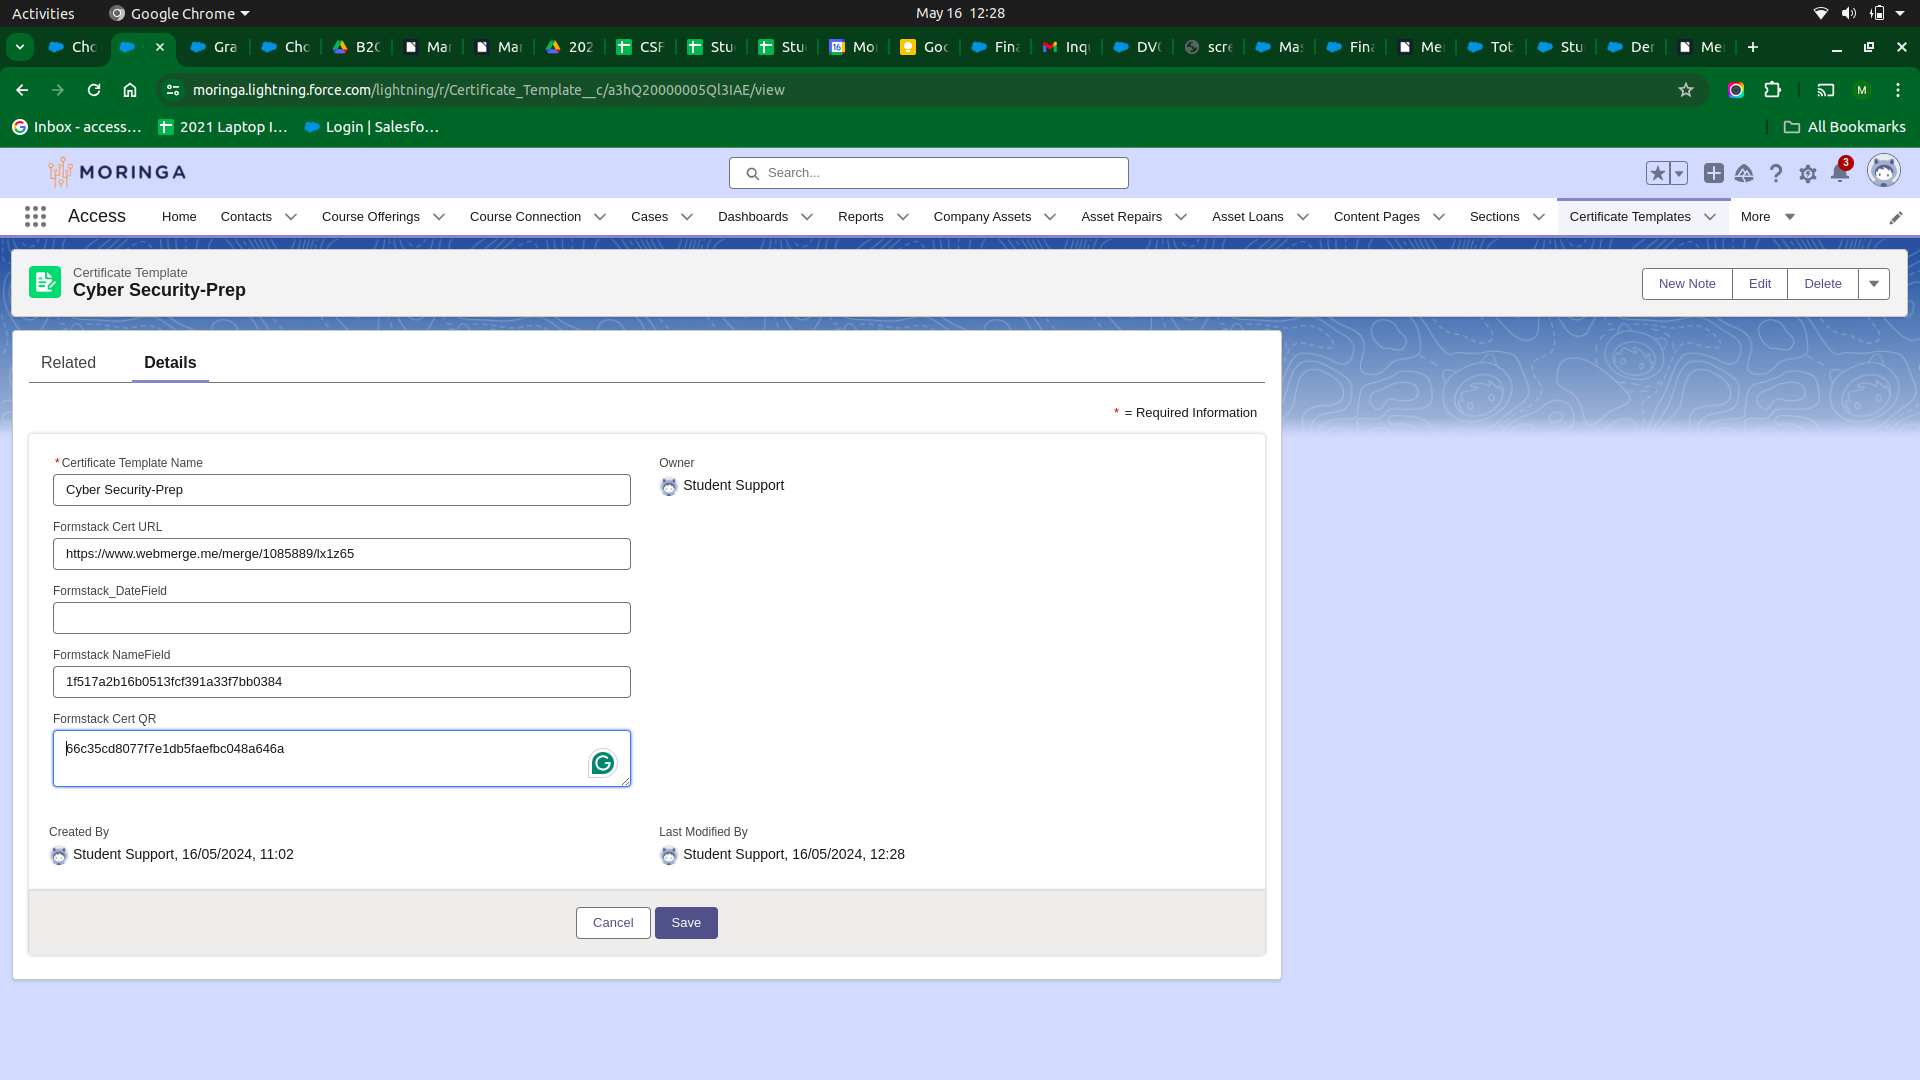 Activities
Google Chrome
May 16 12:28
Cho
Gra
Cho
B2C
Mar
Mar
202
CSF
Stu
Stu
Mor
Goo
Fina
Inqu
DVC
scre
Mas
Fina
Me
Tot
Stu
Der
Me
moringa.lightning.force.com/lightning/r/Certificate_Template__c/a3hQ20000005Ql3IAE/view
M
Inbox - access...
2021 Laptop I...
Login | Salesfo...
All Bookmarks
MORINGA
Search...
3
Access
Home
Contacts
Course Offerings
Course Connection
Cases
Dashboards
Reports
Company Assets
Asset Repairs
Asset Loans
Content Pages
Sections
Certificate Templates
More
Certificate Template
Cyber Security-Prep
New Note
Edit
Delete
Related
Details
* = Required Information
*Certificate Template Name
Cyber Security-Prep
Owner
Student Support
Formstack Cert URL
https://www.webmerge.me/merge/1085889/lx1z65
Formstack_DateField
Formstack NameField
1f517a2b16b0513fcf391a33f7bb0384
Formstack Cert QR
66c35cd8077f7e1db5faefbc048a646a
Created By
Student Support, 16/05/2024, 11:02
Last Modified By
Student Support, 16/05/2024, 12:28
Cancel
Save